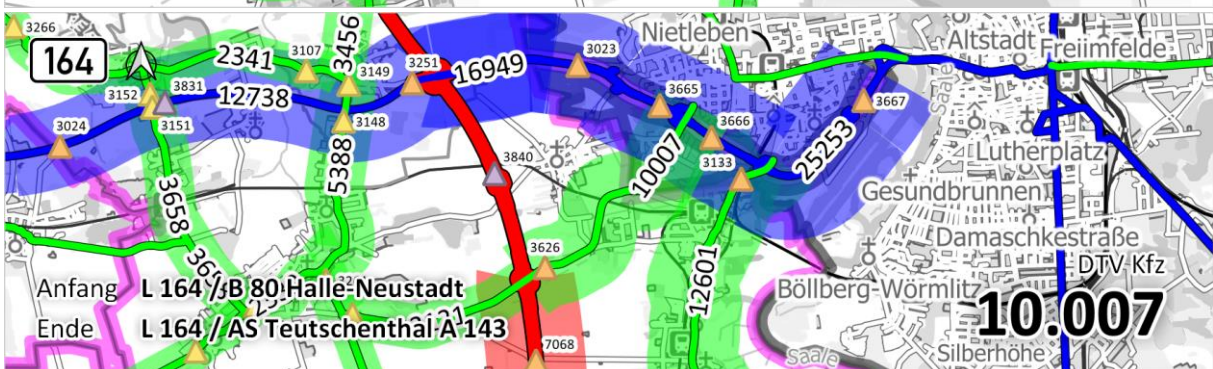 3266
164
2341
3107
3456
3149
3251
16949
3023
Nietleben
Altstadt
Freiimfelde
3152
3831
12738
3151
3148
3024
3665
3666
3667
Saale
3133
25253
Lutherplatz
3840
10007
5388
3658
Gesundbrunnen
Damaschkestraße
3626
12601
DTV Kfz
Anfang L 164 / B 80 Halle-Neustadt
Böllberg-Wörmlitz
10.007
Ende L 164 / AS Teutschenthal A 143
7068
Saale
Silberhöhe